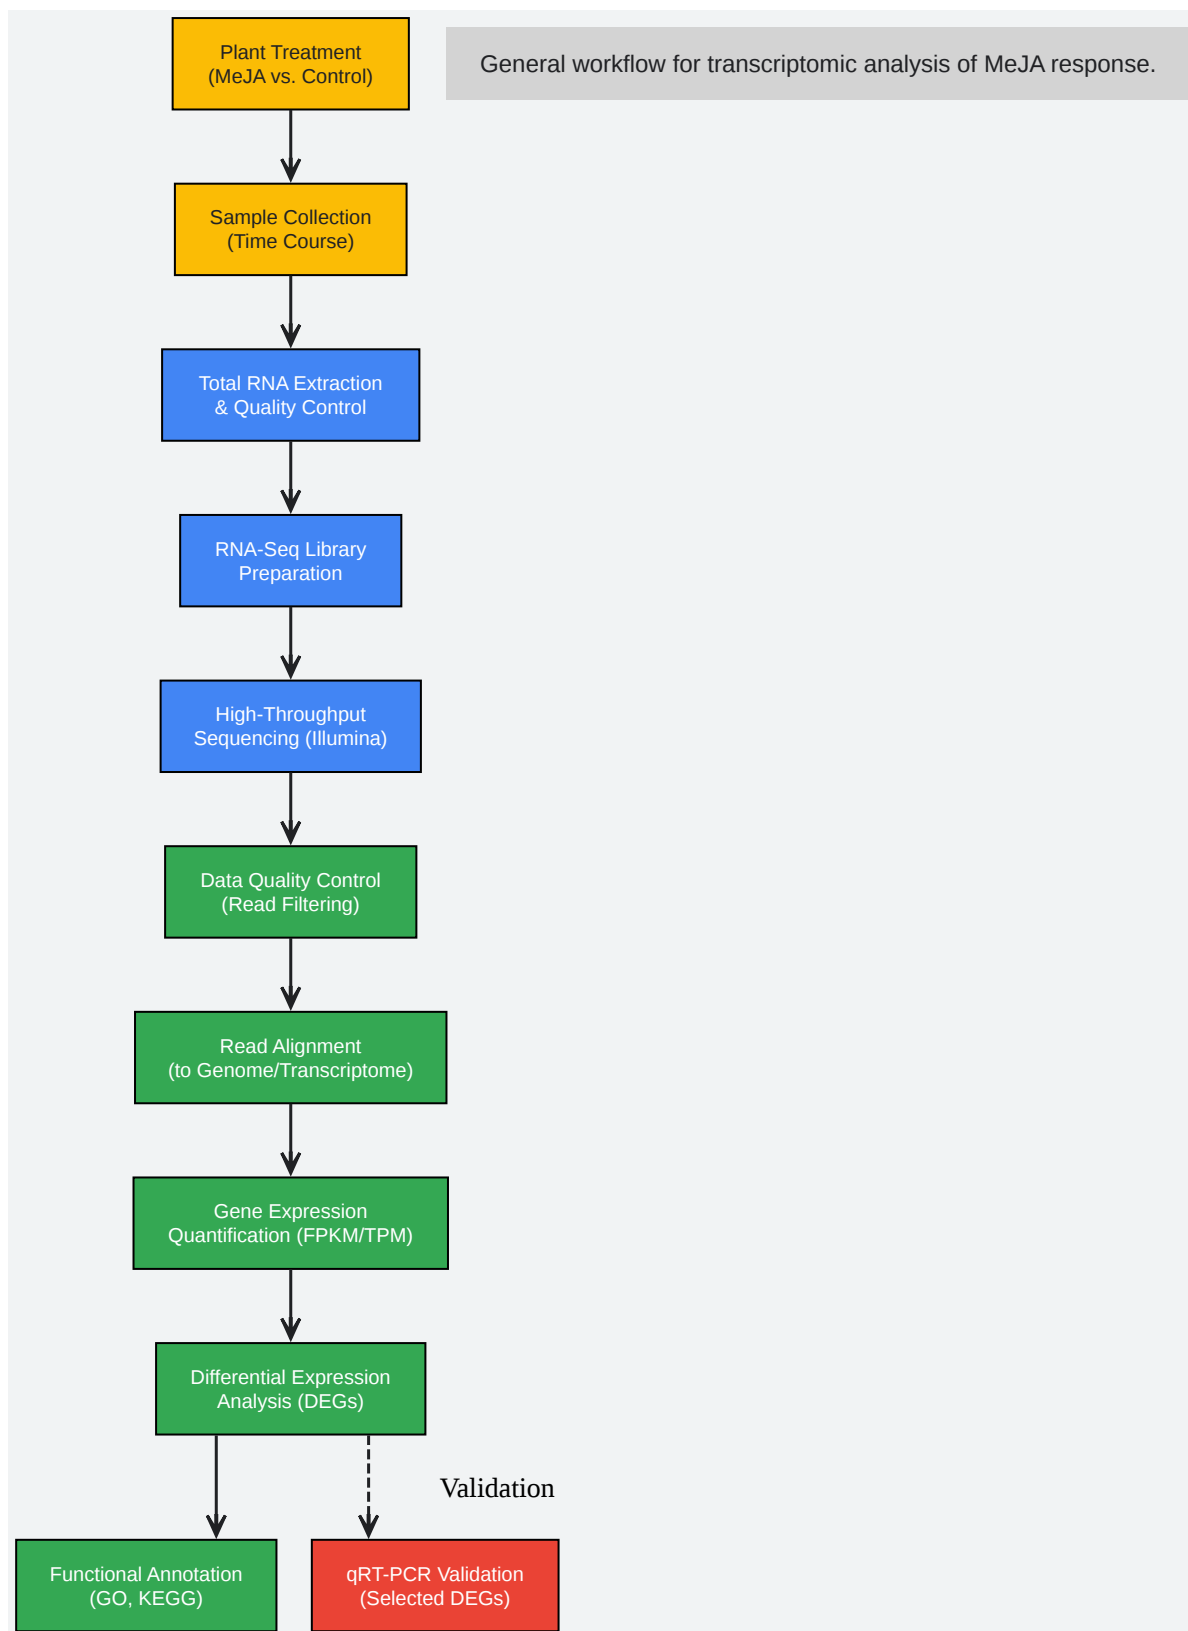 Plant Treatment
(MeJA vs. Control)
General workflow for transcriptomic analysis of MeJA response.
Sample Collection
(Time Course)
Total RNA Extraction
& Quality Control
RNA-Seq Library
Preparation
High-Throughput
Sequencing (Illumina)
Data Quality Control
(Read Filtering)
Read Alignment
(to Genome/Transcriptome)
Gene Expression
Quantification (FPKM/TPM)
Differential Expression
Analysis (DEGs)
Validation
Functional Annotation
(GO, KEGG)
qRT-PCR Validation
(Selected DEGs)